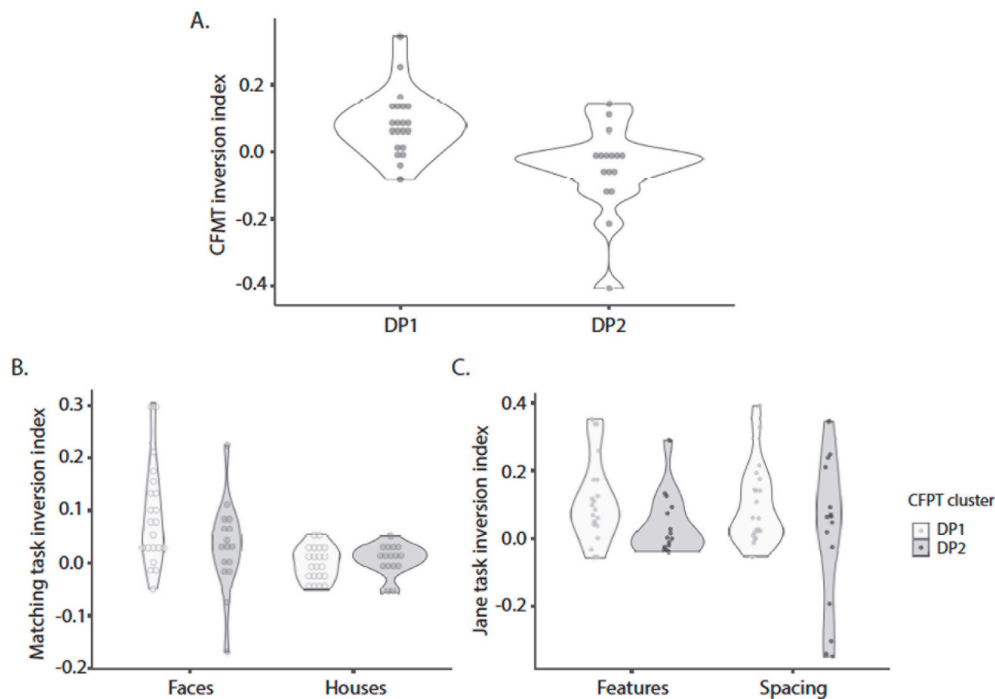 A.
CFMT inversion index
0.2
0.0
-0.2
-0.4
DP1 DP2
B.
Matching task inversion index
0.3
0.2
0.1
0.0
-0.1
-0.2
Faces Houses
C.
Jane task inversion index
0.4
0.2
0.0
-0.2
Features Spacing
CFPT cluster
DP1
DP2